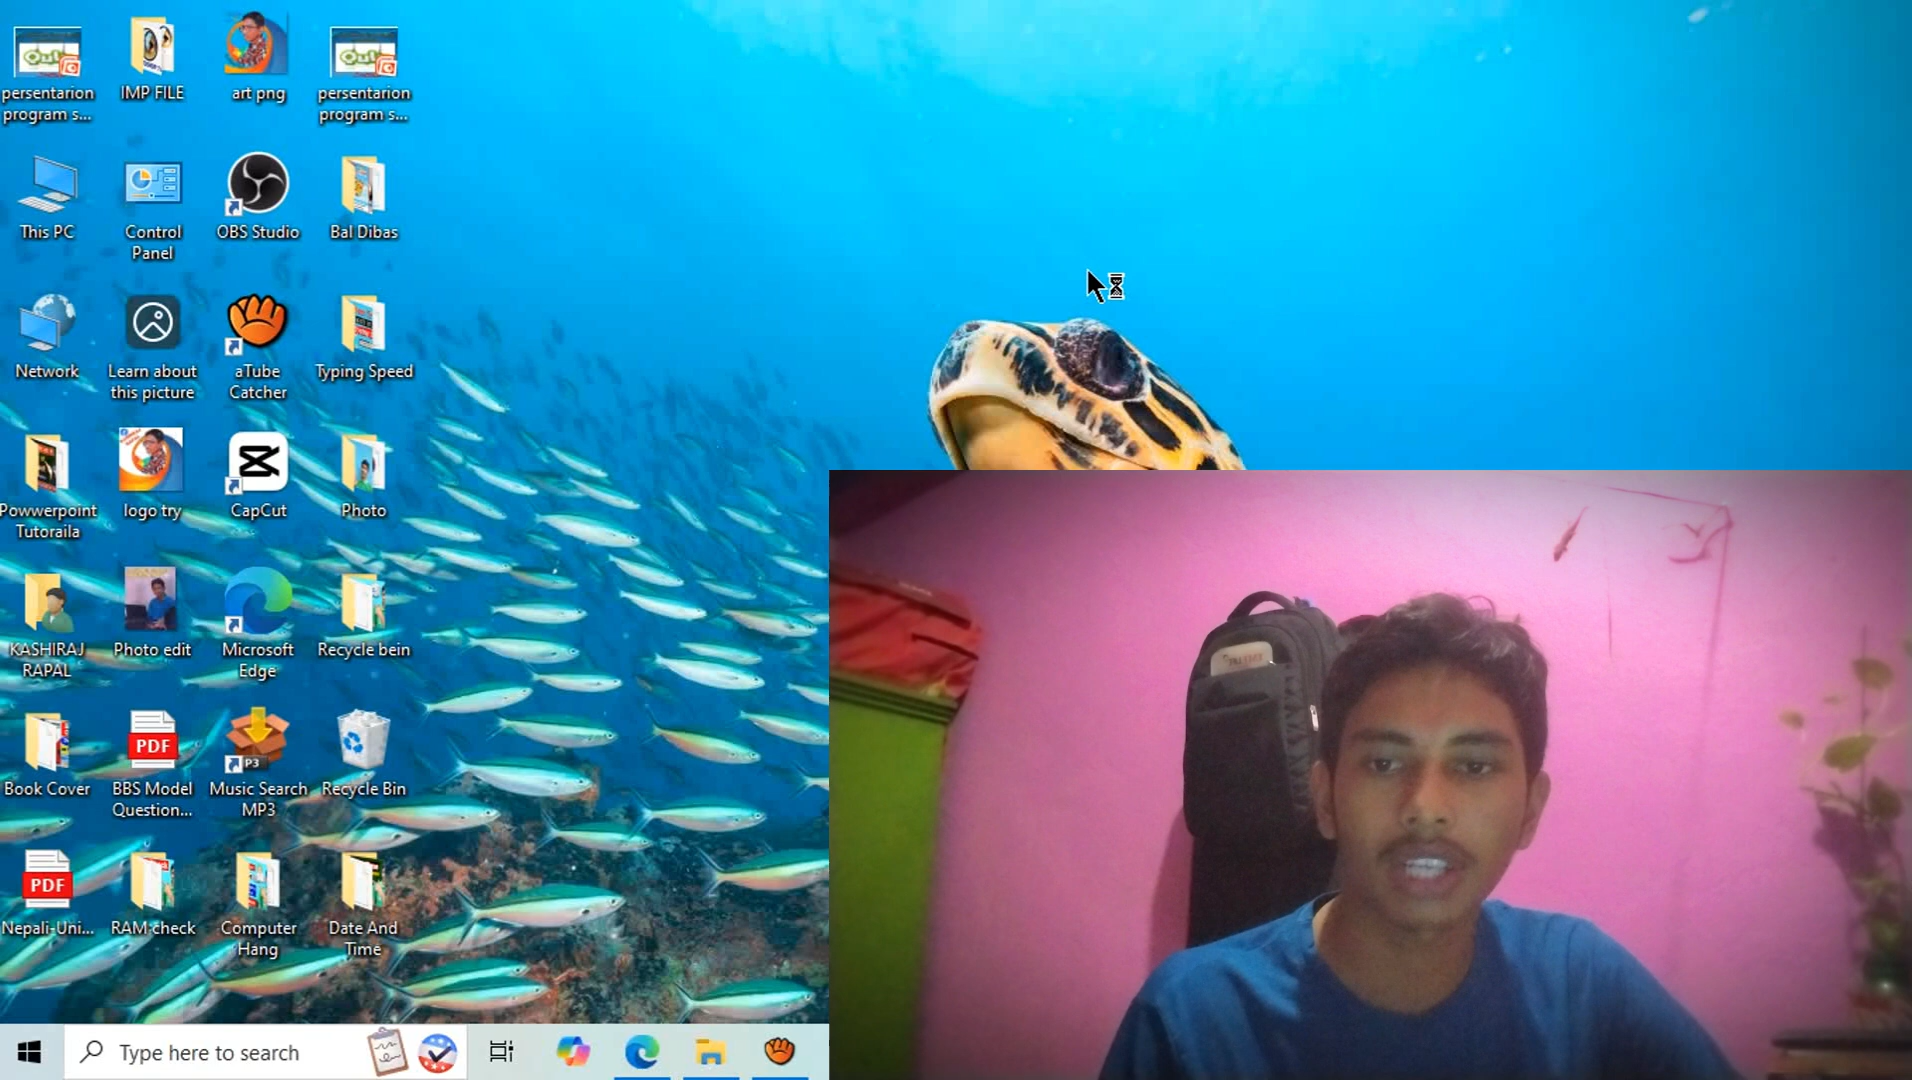 persentarion
program s...
IMP FILE
art png
persentarion
program s...
This PC
Control
Panel
OBS Studio
Bal Dibas
Network
Learn about
this picture
aTube
Catcher
Typing Speed
Powwerpoint
Tutoraila
logo try
CapCut
Photo
KASHIRAJ
RAPAL
Photo edit
Microsoft
Edge
Recycle bein
Book Cover
PDF
BBS Model
Question...
P3
Music Search
MP3
Recycle Bin
PDF
Nepali-Uni...
RAM check
Computer
Hang
Date And
Time
Type here to search